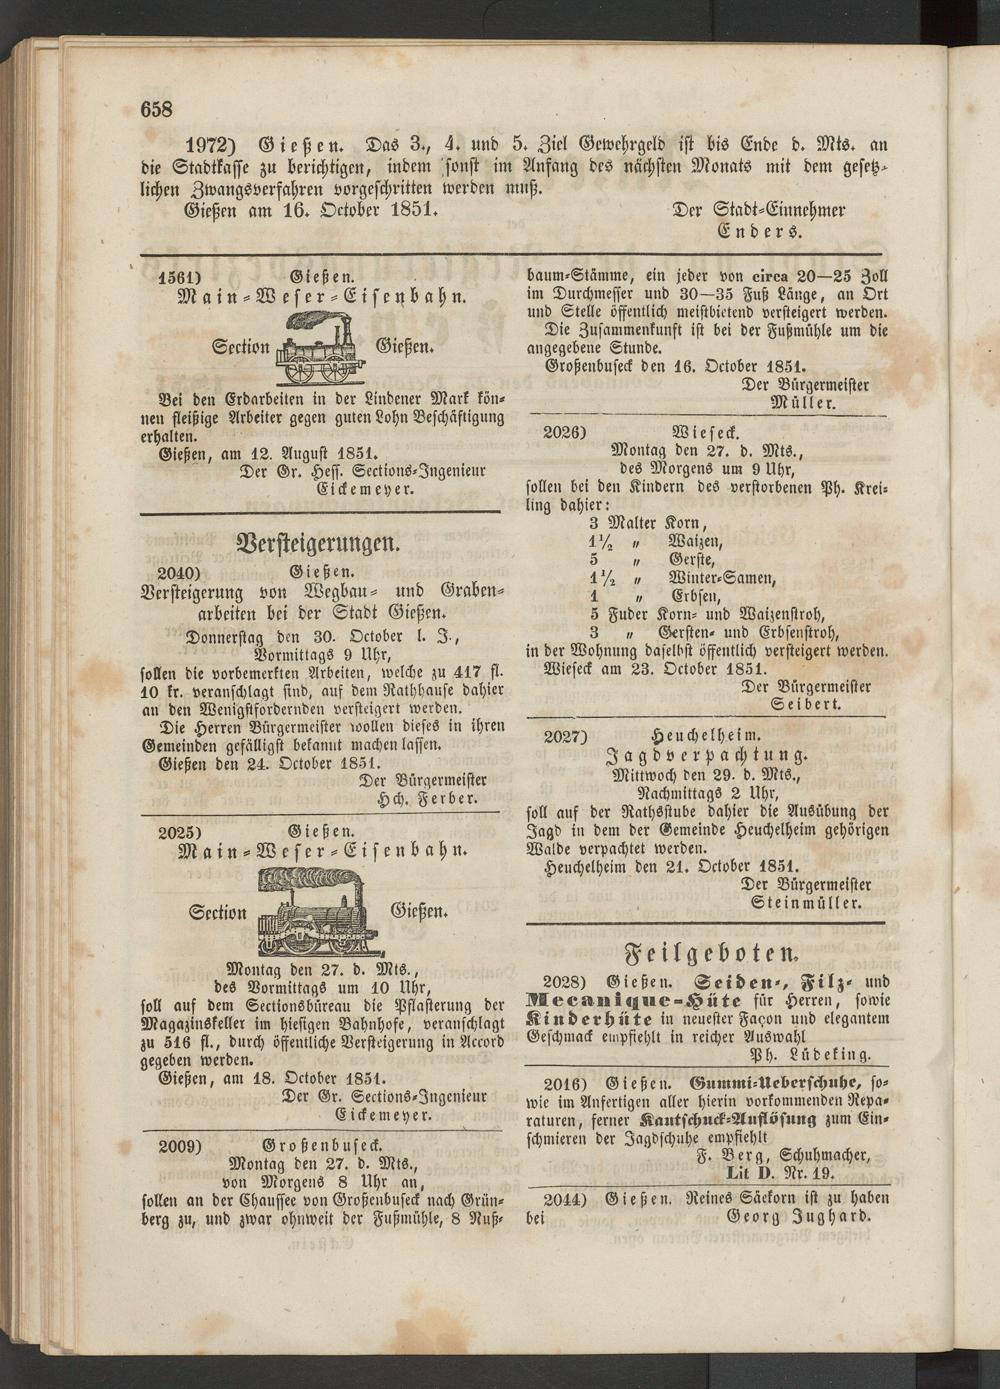 658
1972) Gießen. Das 3., 4. und 5. Ziel Gewehrgeld ist bis Ende d. Mts. an
die Stadtkasse zu berichtigen, indem sonst im Anfang des nächsten Monats mit dem gesetz-
lichen Zwangsverfahren vorgeschritten werden muß.
Gießen am 16. October 1851. Der Stadt-Einnehmer
Enders.
1561) Gießen.
Main-Weser-Eisenbahn.
Section Gießen.
Bei den Erdarbeiten in der Lindener Mark kön-
nen fleißige Arbeiter gegen guten Lohn Beschäftigung
erhalten.
Gießen, am 12. August 1851.
Der Gr. Hess. Sections-Ingenieur
Eickemeyer.
Versteigerungen.
2040) Gießen.
Versteigerung von Wegbau- und Graben-
arbeiten bei der Stadt Gießen.
Donnerstag den 30. October l. J.,
Vormittags 9 Uhr,
sollen die vorbemerkten Arbeiten, welche zu 417 fl.
10 kr. veranschlagt sind, auf dem Rathhause dahier
an den Wenigstfordernden versteigert werden.
Die Herren Bürgermeister wollen dieses in ihren
Gemeinden gefälligst bekannt machen lassen.
Gießen den 24. October 1851.
Der Bürgermeister
Hch. Ferber.
2025) Gießen.
Main-Weser-Eisenbahn.
Section Gießen.
Montag den 27. d. Mts.,
des Vormittags um 10 Uhr,
soll auf dem Sectionsbüreau die Pflasterung der
Magazinskeller im hiesigen Bahnhofe, veranschlagt
zu 516 fl., durch öffentliche Versteigerung in Accord
gegeben werden.
Gießen, am 18. October 1851.
Der Gr. Sections-Ingenieur
Eickemeyer.
2009) Großenbuseck.
Montag den 27. d. Mts.,
von Morgens 8 Uhr an,
sollen an der Chaussee von Großenbuseck nach Grün-
berg zu, und zwar ohnweit der Fußmühle, 8 Nuß-
baum-Stämme, ein jeder von circa 20—25 Zoll
im Durchmesser und 30—35 Fuß Länge, an Ort
und Stelle öffentlich meistbietend versteigert werden.
Die Zusammenkunft ist bei der Fußmühle um die
angegebene Stunde.
Großenbuseck den 16. October 1851.
Der Bürgermeister
Müller.
2026) Wieseck.
Montag den 27. d. Mts.,
des Morgens um 9 Uhr,
sollen bei den Kindern des verstorbenen Ph. Krei-
ling dahier:
3 Malter Korn,
1½ „ Waizen,
5 „ Gerste,
1½ „ Winter-Samen,
1 „ Erbsen,
5 Fuder Korn- und Waizenstroh,
3 „ Gersten- und Erbsenstroh,
in der Wohnung daselbst öffentlich versteigert werden.
Wieseck am 23. October 1851.
Der Bürgermeister
Seibert.
2027) Heuchelheim.
Jagdverpachtung.
Mittwoch den 29. d. Mts.,
Nachmittags 2 Uhr,
soll auf der Rathsstube dahier die Ausübung der
Jagd in dem der Gemeinde Heuchelheim gehörigen
Walde verpachtet werden.
Heuchelheim den 21. October 1851.
Der Bürgermeister
Steinmüller.
Feilgeboten.
2028) Gießen. Seiden-, Filz- und
Mecanique-Hüte für Herren, sowie
Kinderhüte in neuester Façon und elegantem
Geschmack empfiehlt in reicher Auswahl
Ph. Lüdeking.
2016) Gießen. Gummi-Ueberschuhe, so-
wie im Anfertigen aller hierin vorkommenden Repa-
raturen, ferner Kautschuck-Auflösung zum Ein-
schmieren der Jagdschuhe empfiehlt
F. Berg, Schuhmacher,
Lit D. Nr. 19.
2044) Gießen. Reines Säekorn ist zu haben
bei Georg Jughard.